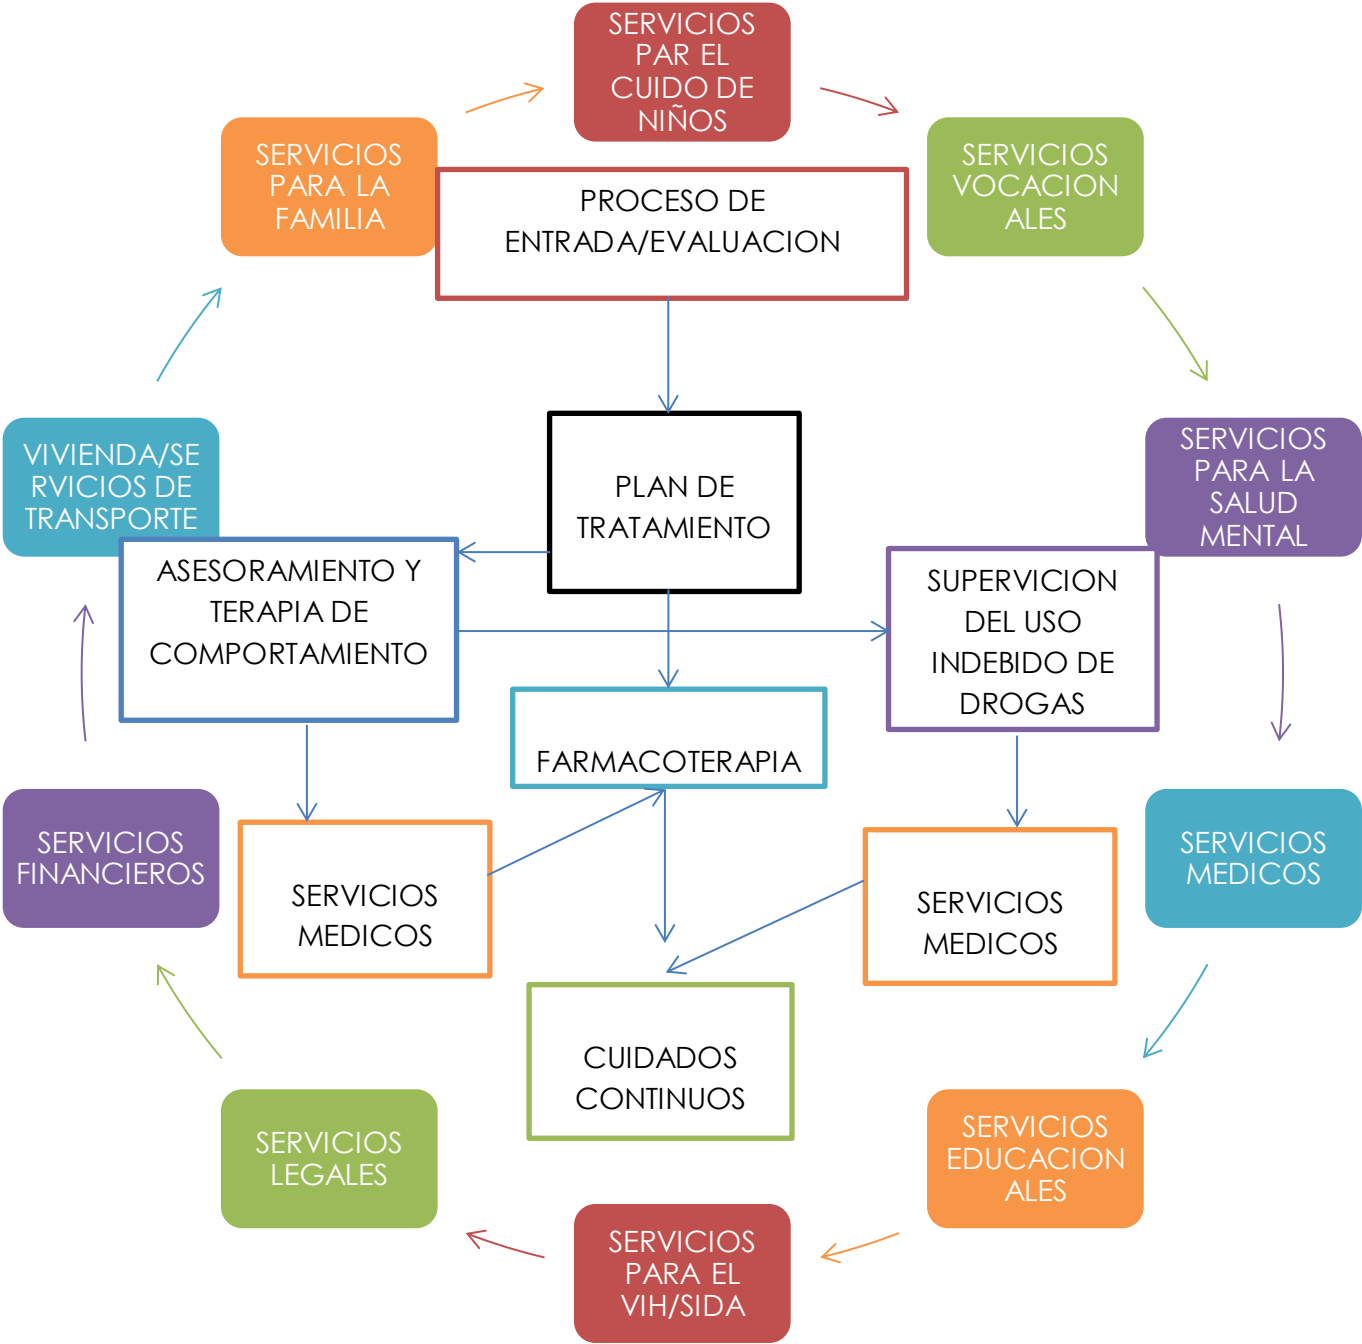 SERVICIOS
PAR EL
CUIDO DE
NIÑOS
SERVICIOS
PARA LA
FAMILIA
SERVICIOS
VOCACION
ALES
PROCESO DE
ENTRADA/EVALUACION
VIVIENDA/SE
RVICIOS DE
TRANSPORTE
SERVICIOS
PARA LA
SALUD
MENTAL
PLAN DE
TRATAMIENTO
ASESORAMIENTO Y
TERAPIA DE
COMPORTAMIENTO
SUPERVICION
DEL USO
INDEBIDO DE
DROGAS
FARMACOTERAPIA
SERVICIOS
FINANCIEROS
SERVICIOS
MEDICOS
SERVICIOS
MEDICOS
SERVICIOS
MEDICOS
CUIDADOS
CONTINUOS
SERVICIOS
LEGALES
SERVICIOS
EDUCACION
ALES
SERVICIOS
PARA EL
VIH/SIDA